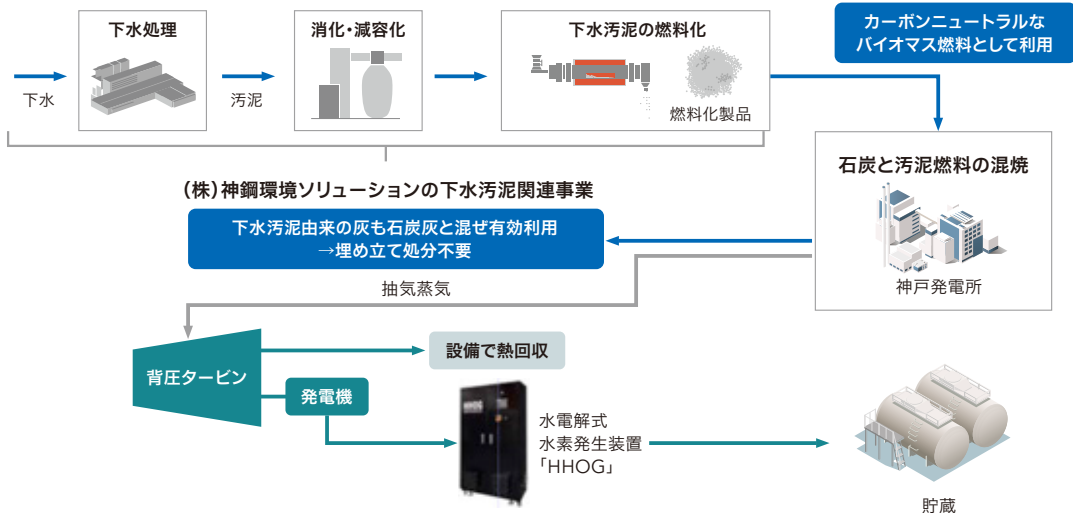 下水
下水処理
汚泥
消化・減容化
下水汚泥の燃料化
燃料化製品
カーボンニュートラルな
バイオマス燃料として利用
(株)神鋼環境ソリューションの下水汚泥関連事業
石炭と汚泥燃料の混焼
神戸発電所
下水汚泥由来の灰も石炭灰と混ぜ有効利用
→埋め立て処分不要
抽気蒸気
背圧タービン
設備で熱回収
発電機
HHOG
水電解式
水素発生装置
「HHOG」
貯蔵